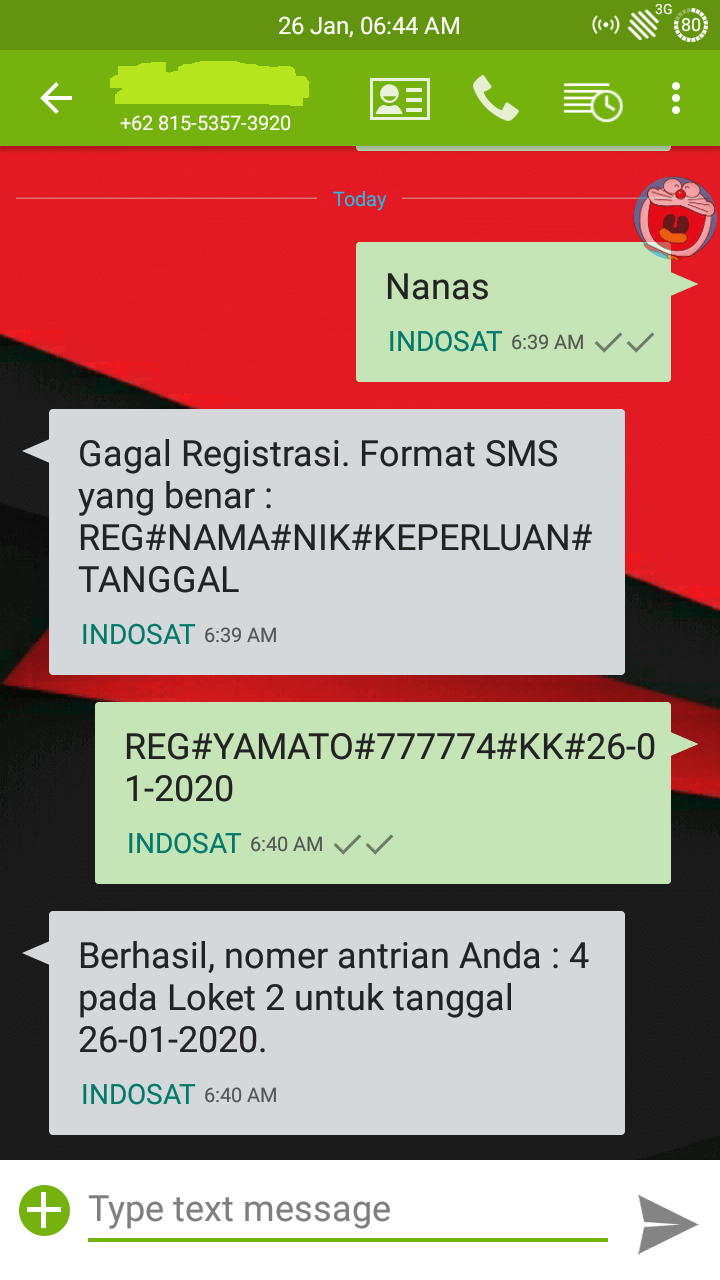 26 Jan, 06:44 AM
3G
80
+62 815-5357-3920
Today
Nanas
INDOSAT 6:39 AM
Gagal Registrasi. Format SMS
yang benar :
REG#NAMA#NIK#KEPERLUAN#
TANGGAL
INDOSAT 6:39 AM
REG#YAMATO#777774#KK#26-0
1-2020
INDOSAT 6:40 AM
Berhasil, nomer antrian Anda : 4
pada Loket 2 untuk tanggal
26-01-2020.
INDOSAT 6:40 AM
Type text message